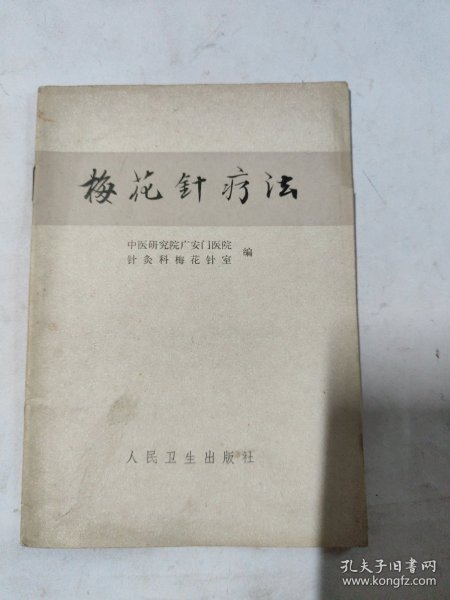 梅花针疗法
中医研究院广安门医院
针灸科梅花针室
编
人民卫生出版社
孔夫子旧书网
www.kongfz.com